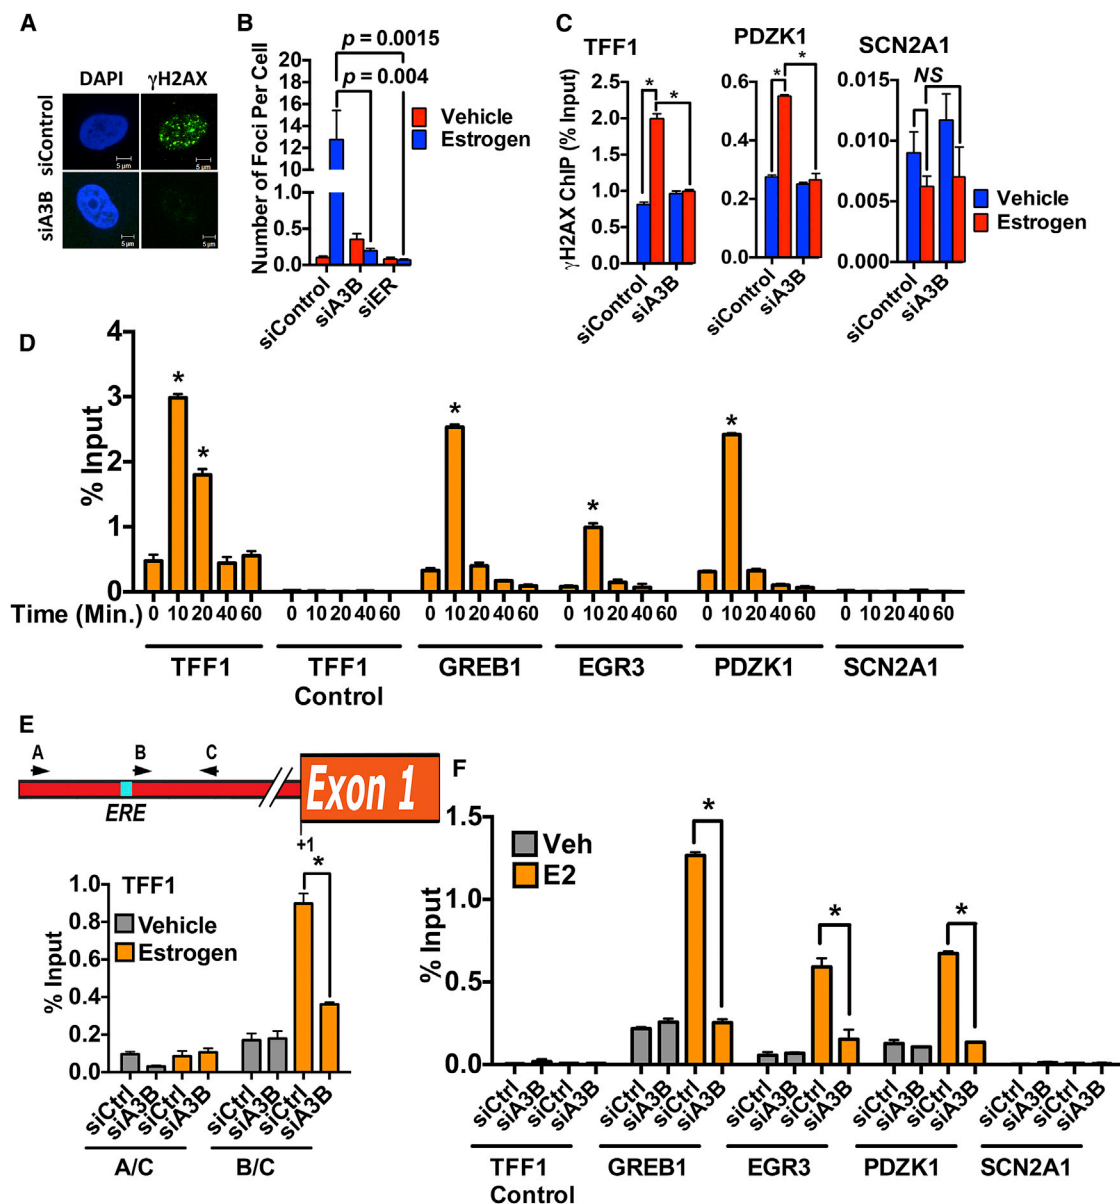 A
DAPI γH2AX
siControl
5 μm 5 μm
siA3B
5 μm 5 μm
B
p = 0.0015
p = 0.004
Number of Foci Per Cell
20
18
16
14
12
10
1.0
0.5
0.0
Vehicle
Estrogen
siControl siA3B siER
C
TFF1 PDZK1 SCN2A1
γH2AX ChIP (% Input)
2.5
2.0
1.5
1.0
0.5
0.0
* *
siControl siA3B
0.6
0.4
0.2
0.0
* *
siControl siA3B
NS
0.015
0.010
0.005
0.000
siControl siA3B
Vehicle
Estrogen
D
% Input
4
3
2
1
0
* * * * *
Time (Min.) 0 10 20 40 60 0 10 20 40 60 0 10 20 40 60 0 10 20 40 60 0 10 20 40 60 0 10 20 40 60
TFF1 TFF1 GREB1 EGR3 PDZK1 SCN2A1
Control
E
A B C
ERE
Exon 1
+1
TFF1
Vehicle
Estrogen
% Input
1.0
0.8
0.6
0.4
0.2
0.0
*
siCtrl siA3B siCtrl siA3B siCtrl siA3B siCtrl siA3B
A/C B/C
F
Veh
E2
% Input
1.5
1.0
0.5
0.0
* * *
siCtrl siA3B siCtrl siA3B siCtrl siA3B siCtrl siA3B siCtrl siA3B siCtrl siA3B siCtrl siA3B siCtrl siA3B siCtrl siA3B siCtrl siA3B
TFF1 GREB1 EGR3 PDZK1 SCN2A1
Control